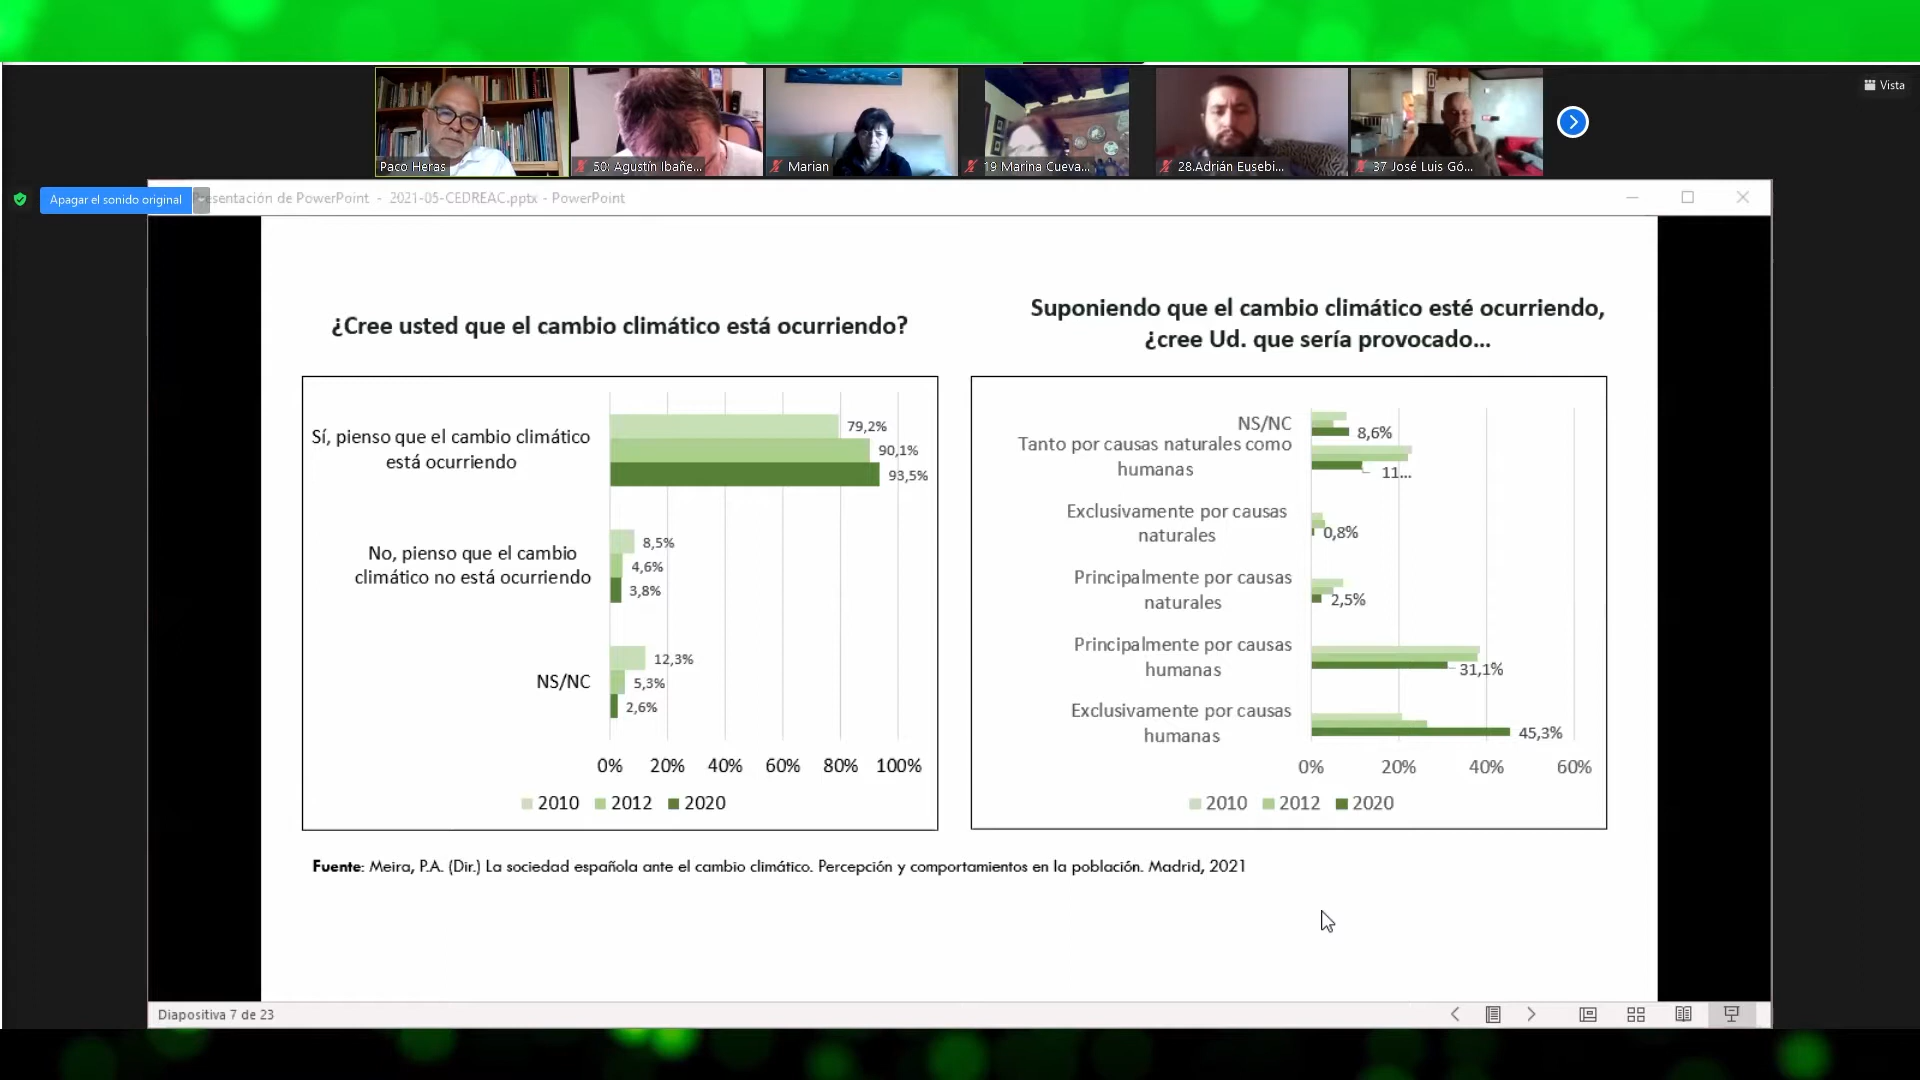 Vista
Paco Heras
50: Agustín Ibañe...
Marian
19 Marina Cueva...
28.Adrián Eusebi...
37 José Luis Gó...
Apagar el sonido original
esentación de PowerPoint - 2021-05-CEDREAC.pptx - PowerPoint
¿Cree usted que el cambio climático está ocurriendo?
Sí, pienso que el cambio climático
está ocurriendo
79,2%
90,1%
93,5%
No, pienso que el cambio
climático no está ocurriendo
8,5%
4,6%
3,8%
NS/NC
12,3%
5,3%
2,6%
0% 20% 40% 60% 80% 100%
2010 2012 2020
Suponiendo que el cambio climático esté ocurriendo,
¿cree Ud. que sería provocado...
NS/NC
8,6%
Tanto por causas naturales como
humanas
11...
Exclusivamente por causas
naturales
0,8%
Principalmente por causas
naturales
2,5%
Principalmente por causas
humanas
31,1%
Exclusivamente por causas
humanas
45,3%
0% 20% 40% 60%
2010 2012 2020
Fuente: Meira, P.A. (Dir.) La sociedad española ante el cambio climático. Percepción y comportamientos en la población. Madrid, 2021
Diapositiva 7 de 23